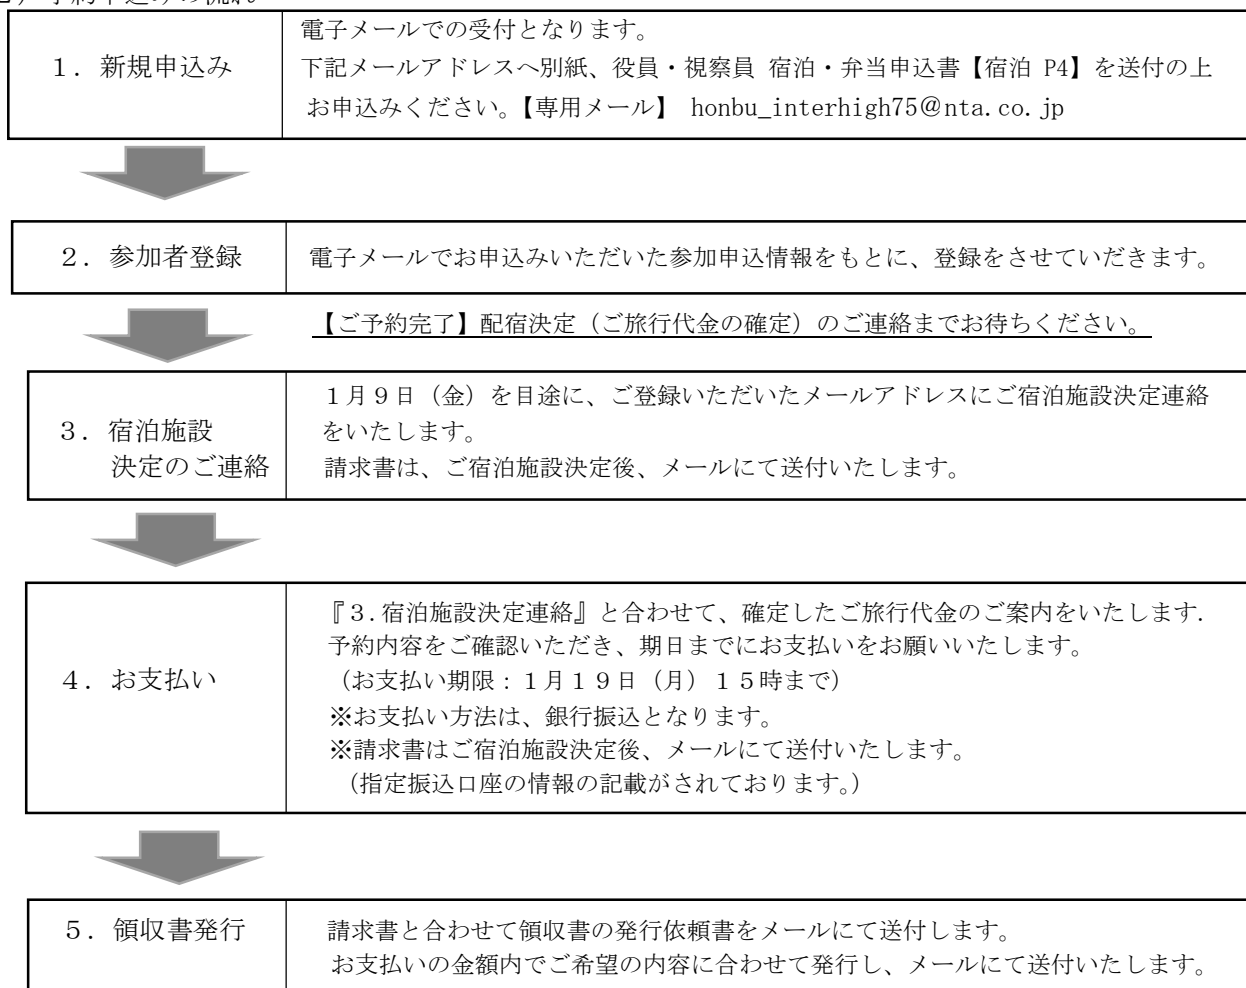 予約申込みの流れ
1．新規申込み
電子メールでの受付となります。
下記メールアドレスへ別紙、役員・視察員 宿泊・弁当申込書【宿泊 P4】を送付の上
お申込みください。【専用メール】 honbu_interhigh75@nta.co.jp
2．参加者登録
電子メールでお申込みいただいた参加申込情報をもとに、登録をさせていだきます。
【ご予約完了】配宿決定（ご旅行代金の確定）のご連絡までお待ちください。
3．宿泊施設
決定のご連絡
1月9日（金）を目途に、ご登録いただいたメールアドレスにご宿泊施設決定連絡
をいたします。
請求書は、ご宿泊施設決定後、メールにて送付いたします。
4．お支払い
『3.宿泊施設決定連絡』と合わせて、確定したご旅行代金のご案内をいたします.
予約内容をご確認いただき、期日までにお支払いをお願いいたします。
（お支払い期限：1月19日（月）15時まで）
※お支払い方法は、銀行振込となります。
※請求書はご宿泊施設決定後、メールにて送付いたします。
（指定振込口座の情報の記載がされております。）
5．領収書発行
請求書と合わせて領収書の発行依頼書をメールにて送付します。
お支払いの金額内でご希望の内容に合わせて発行し、メールにて送付いたします。